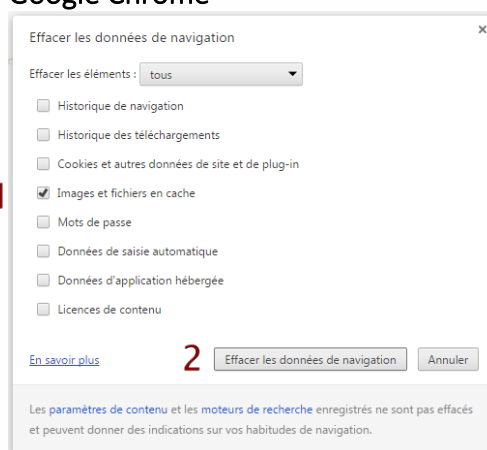 Google Chrome
Effacer les données de navigation
×
Effacer les éléments : tous
Historique de navigation
Historique des téléchargements
Cookies et autres données de site et de plug-in
Images et fichiers en cache
Mots de passe
Données de saisie automatique
Données d'application hébergée
Licences de contenu
En savoir plus 2 Effacer les données de navigation Annuler
Les paramètres de contenu et les moteurs de recherche enregistrés ne sont pas effacés
et peuvent donner des indications sur vos habitudes de navigation.